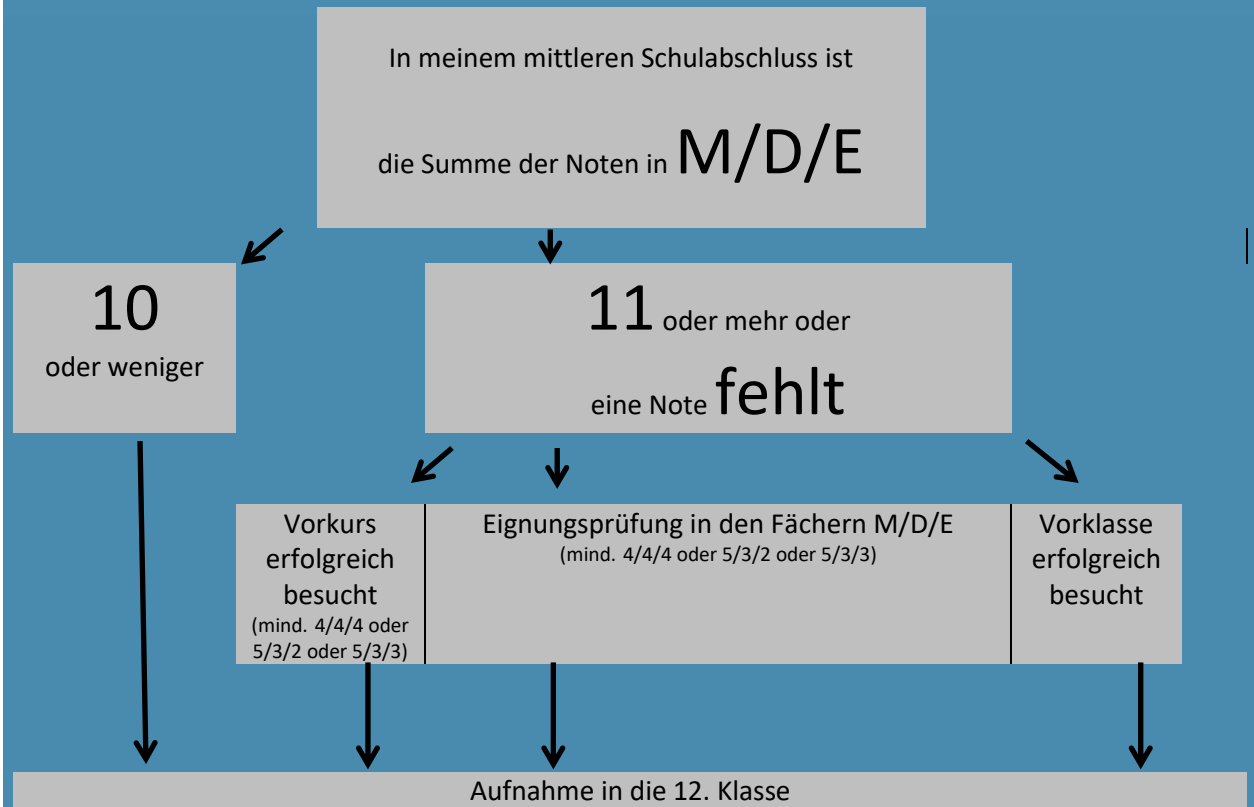 In meinem mittleren Schulabschluss ist
die Summe der Noten in M/D/E
10
oder weniger
11 oder mehr oder
eine Note fehlt
Vorkurs
erfolgreich
besucht
(mind. 4/4/4 oder
5/3/2 oder 5/3/3)
Eignungsprüfung in den Fächern M/D/E
(mind. 4/4/4 oder 5/3/2 oder 5/3/3)
Vorklasse
erfolgreich
besucht
Aufnahme in die 12. Klasse